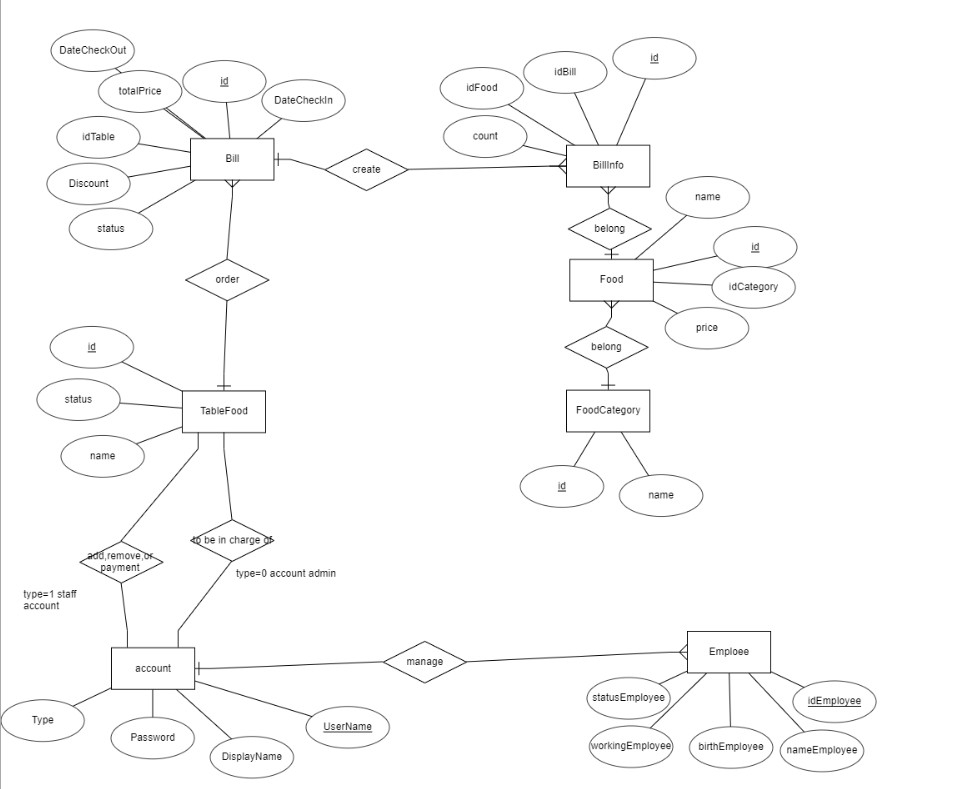 DateCheckOut
totalPrice
id
DateCheckIn
idTable
Discount
status
Bill
create
idFood
idBill
id
count
BillInfo
belong
name
id
idCategory
price
Food
order
belong
FoodCategory
id
name
id
status
name
TableFood
add,remove,or
payment
to be in charge of
type=0 account admin
type=1 staff
account
account
manage
Emploee
Type
Password
DisplayName
UserName
statusEmployee
workingEmployee
birthEmployee
nameEmployee
idEmployee